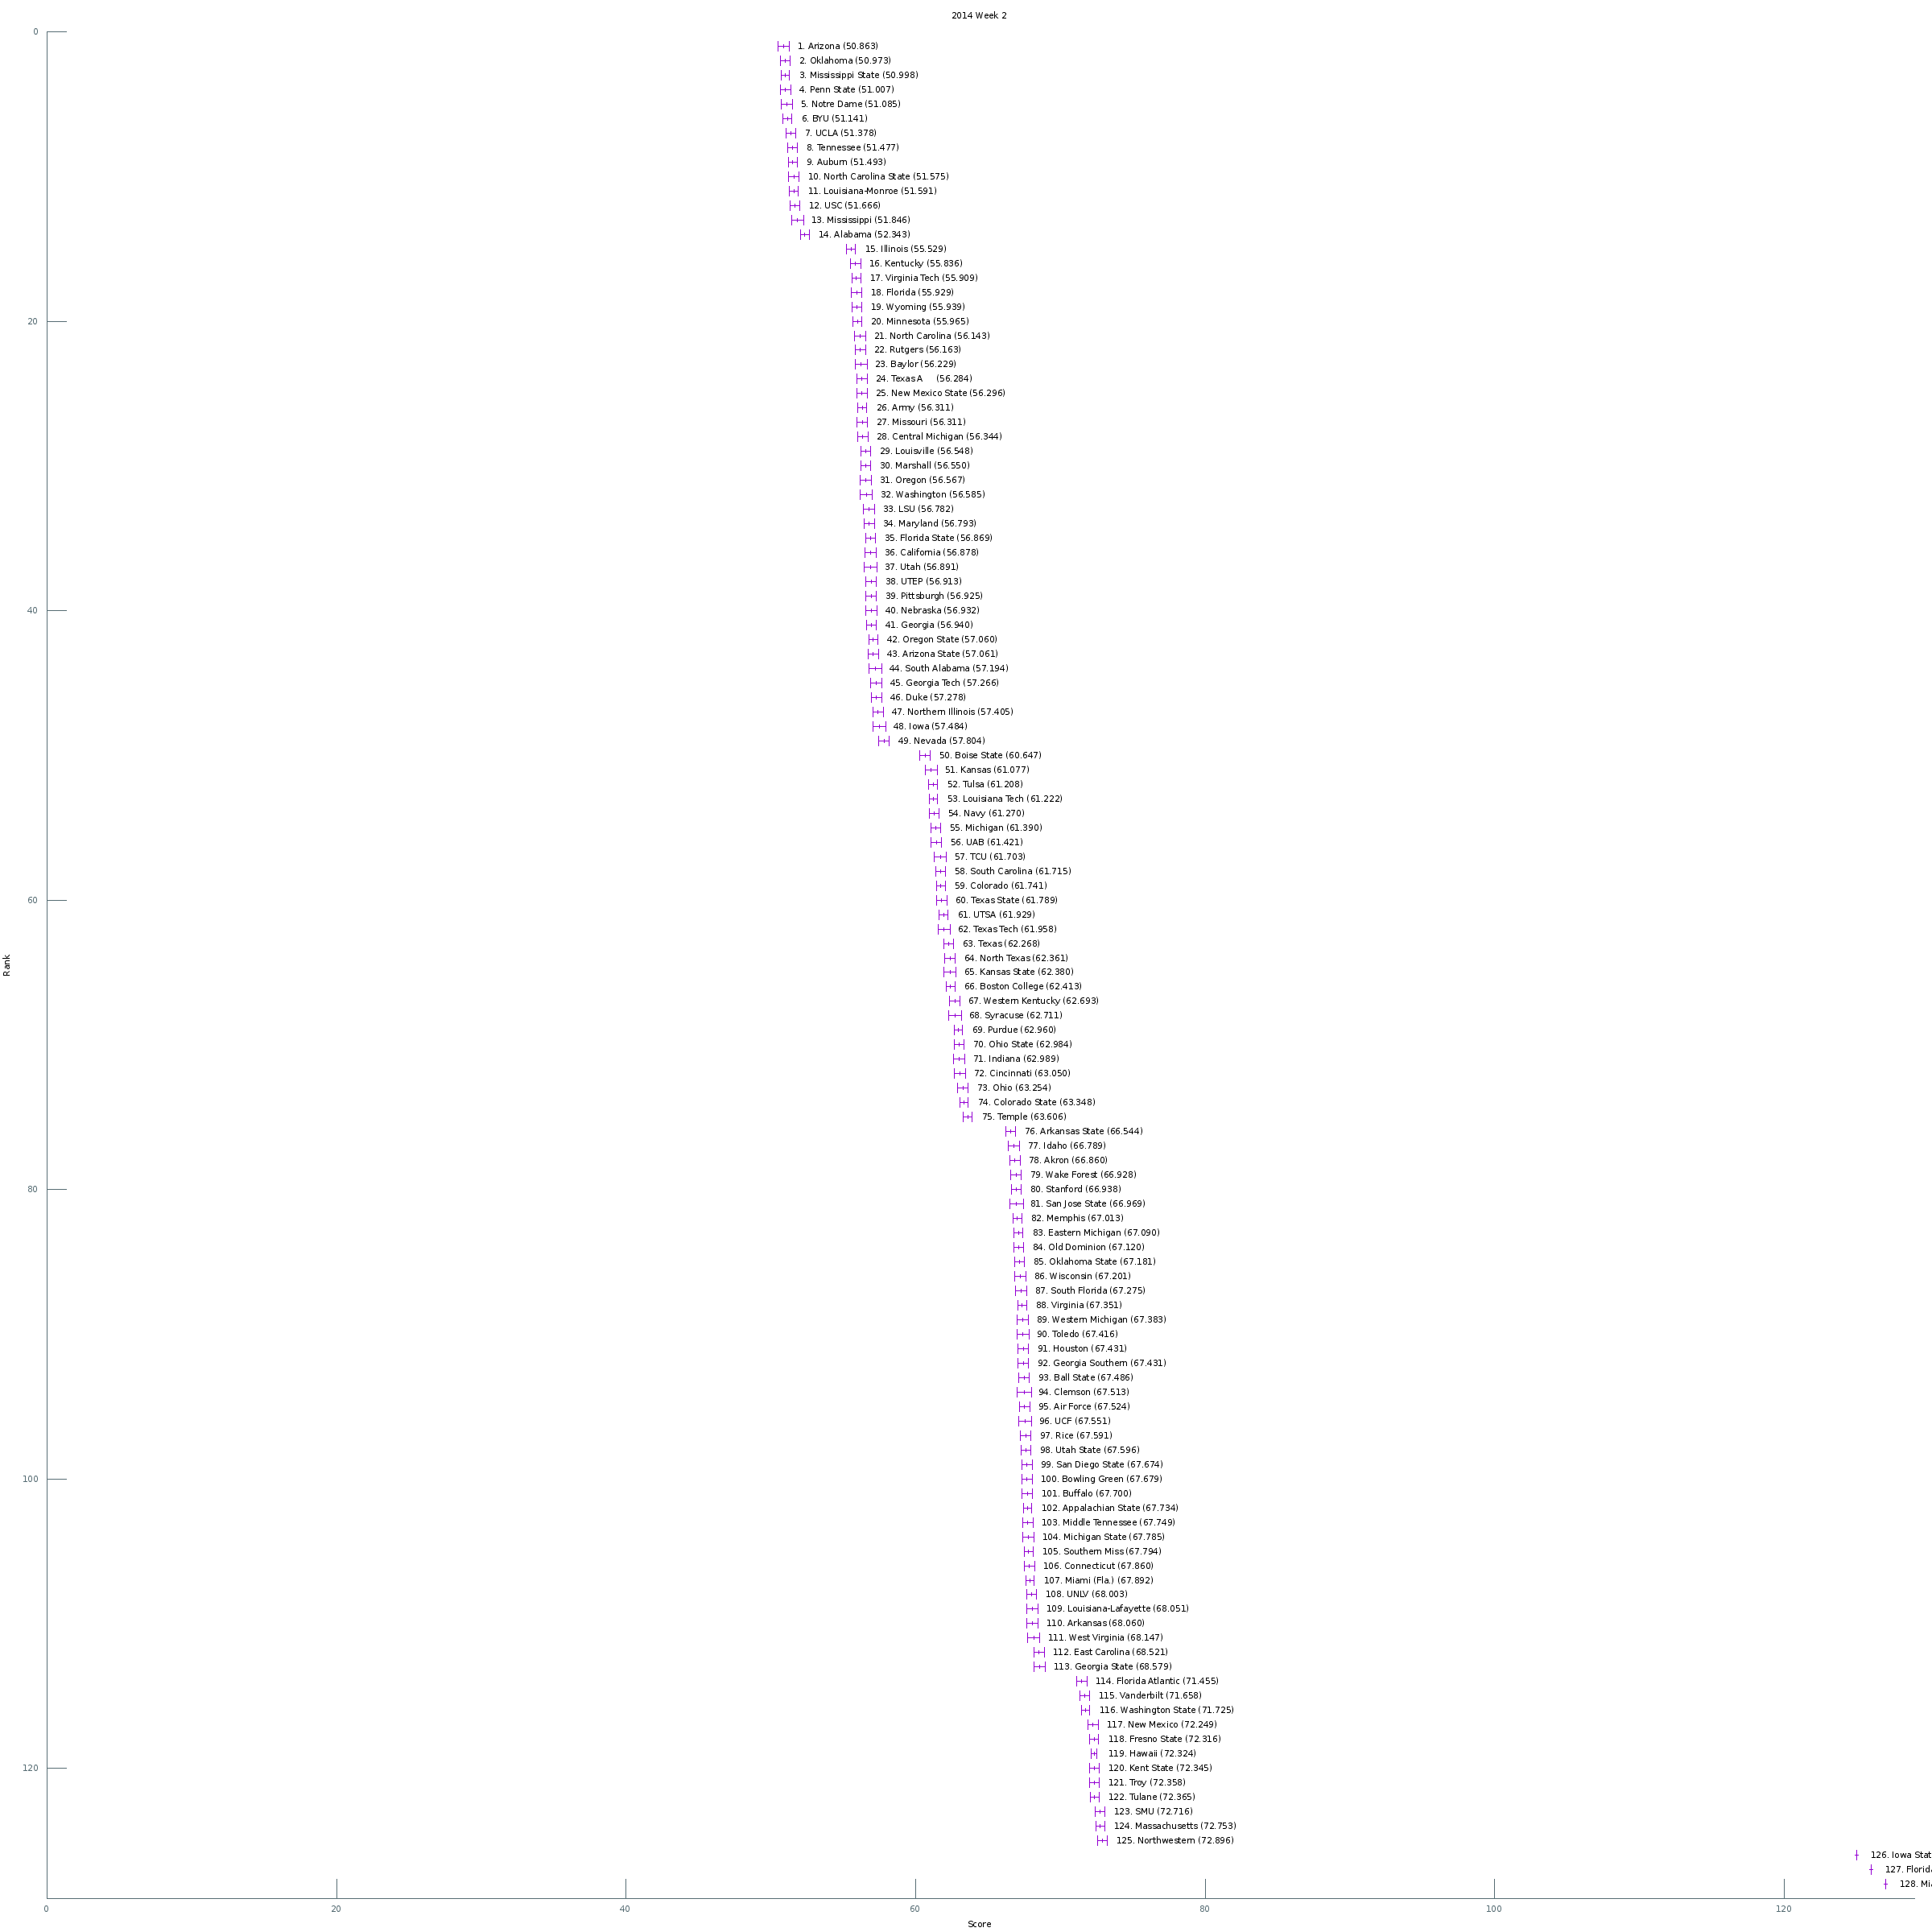 2014 Week 2
0
1. Arizona (50.863)
2. Oklahoma (50.973)
3. Mississippi State (50.998)
4. Penn State (51.007)
5. Notre Dame (51.085)
6. BYU (51.141)
7. UCLA (51.378)
8. Tennessee (51.477)
9. Auburn (51.493)
10. North Carolina State (51.575)
11. Louisiana-Monroe (51.591)
12. USC (51.666)
13. Mississippi (51.846)
14. Alabama (52.343)
15. Illinois (55.529)
16. Kentucky (55.836)
17. Virginia Tech (55.909)
18. Florida (55.929)
19. Wyoming (55.939)
20
20. Minnesota (55.965)
21. North Carolina (56.143)
22. Rutgers (56.163)
23. Baylor (56.229)
24. Texas A (56.284)
25. New Mexico State (56.296)
26. Army (56.311)
27. Missouri (56.311)
28. Central Michigan (56.344)
29. Louisville (56.548)
30. Marshall (56.550)
31. Oregon (56.567)
32. Washington (56.585)
33. LSU (56.782)
34. Maryland (56.793)
35. Florida State (56.869)
36. California (56.878)
37. Utah (56.891)
38. UTEP (56.913)
39. Pittsburgh (56.925)
40
40. Nebraska (56.932)
41. Georgia (56.940)
42. Oregon State (57.060)
43. Arizona State (57.061)
44. South Alabama (57.194)
45. Georgia Tech (57.266)
46. Duke (57.278)
47. Northern Illinois (57.405)
48. Iowa (57.484)
49. Nevada (57.804)
50. Boise State (60.647)
51. Kansas (61.077)
52. Tulsa (61.208)
53. Louisiana Tech (61.222)
54. Navy (61.270)
55. Michigan (61.390)
56. UAB (61.421)
57. TCU (61.703)
58. South Carolina (61.715)
59. Colorado (61.741)
60
60. Texas State (61.789)
61. UTSA (61.929)
62. Texas Tech (61.958)
63. Texas (62.268)
64. North Texas (62.361)
Rank
65. Kansas State (62.380)
66. Boston College (62.413)
67. Western Kentucky (62.693)
68. Syracuse (62.711)
69. Purdue (62.960)
70. Ohio State (62.984)
71. Indiana (62.989)
72. Cincinnati (63.050)
73. Ohio (63.254)
74. Colorado State (63.348)
75. Temple (63.606)
76. Arkansas State (66.544)
77. Idaho (66.789)
78. Akron (66.860)
79. Wake Forest (66.928)
80
80. Stanford (66.938)
81. San Jose State (66.969)
82. Memphis (67.013)
83. Eastern Michigan (67.090)
84. Old Dominion (67.120)
85. Oklahoma State (67.181)
86. Wisconsin (67.201)
87. South Florida (67.275)
88. Virginia (67.351)
89. Western Michigan (67.383)
90. Toledo (67.416)
91. Houston (67.431)
92. Georgia Southern (67.431)
93. Ball State (67.486)
94. Clemson (67.513)
95. Air Force (67.524)
96. UCF (67.551)
97. Rice (67.591)
98. Utah State (67.596)
99. San Diego State (67.674)
100
100. Bowling Green (67.679)
101. Buffalo (67.700)
102. Appalachian State (67.734)
103. Middle Tennessee (67.749)
104. Michigan State (67.785)
105. Southern Miss (67.794)
106. Connecticut (67.860)
107. Miami (Fla.) (67.892)
108. UNLV (68.003)
109. Louisiana-Lafayette (68.051)
110. Arkansas (68.060)
111. West Virginia (68.147)
112. East Carolina (68.521)
113. Georgia State (68.579)
114. Florida Atlantic (71.455)
115. Vanderbilt (71.658)
116. Washington State (71.725)
117. New Mexico (72.249)
118. Fresno State (72.316)
119. Hawaii (72.324)
120
120. Kent State (72.345)
121. Troy (72.358)
122. Tulane (72.365)
123. SMU (72.716)
124. Massachusetts (72.753)
125. Northwestern (72.896)
126. Iowa Stat
127. Florida
128. Mi
0 20 40 60 80 100 120
Score